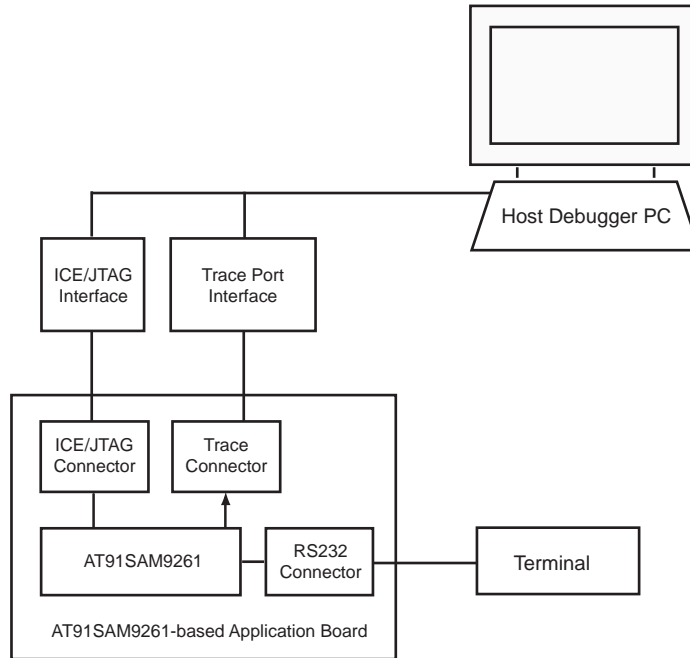 Host Debugger PC
ICE/JTAG
Interface
Trace Port
Interface
ICE/JTAG
Connector
Trace
Connector
AT91SAM9261
RS232
Connector
Terminal
AT91SAM9261-based Application Board